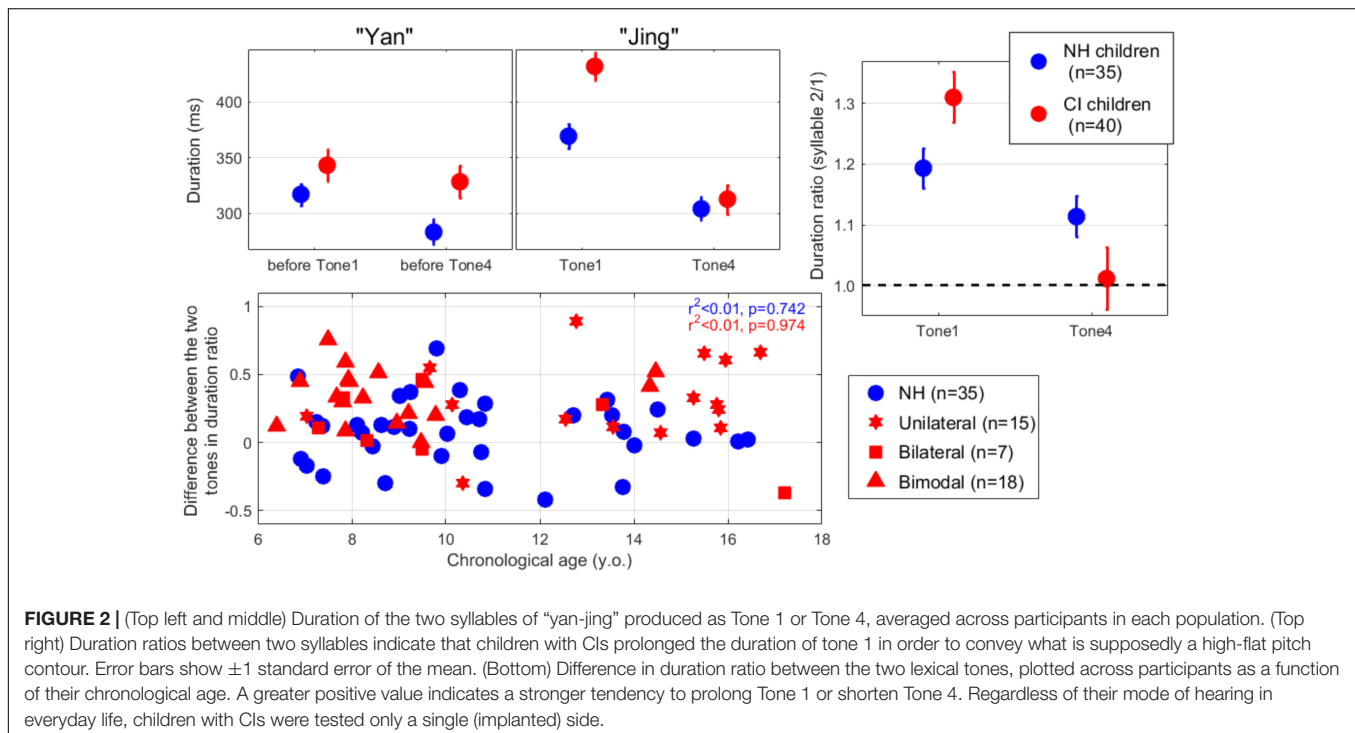 "Yan"
"Jing"
Duration (ms)
400
350
300
before Tone1
before Tone4
Tone1
Tone4
Duration ratio (syllable 2/1)
1.3
1.2
1.1
1.0
Tone1
Tone4
NH children
(n=35)
CI children
(n=40)
Difference between the two
tones in duration ratio
1
0.5
0
-0.5
r²<0.01, p=0.742
r²<0.01, p=0.974
6
8
10
12
14
16
18
Chronological age (y.o.)
NH (n=35)
Unilateral (n=15)
Bilateral (n=7)
Bimodal (n=18)
FIGURE 2 | (Top left and middle) Duration of the two syllables of “yan-jing” produced as Tone 1 or Tone 4, averaged across participants in each population. (Top
right) Duration ratios between two syllables indicate that children with CIs prolonged the duration of tone 1 in order to convey what is supposedly a high-flat pitch
contour. Error bars show ±1 standard error of the mean. (Bottom) Difference in duration ratio between the two lexical tones, plotted across participants as a function
of their chronological age. A greater positive value indicates a stronger tendency to prolong Tone 1 or shorten Tone 4. Regardless of their mode of hearing in
everyday life, children with CIs were tested only a single (implanted) side.